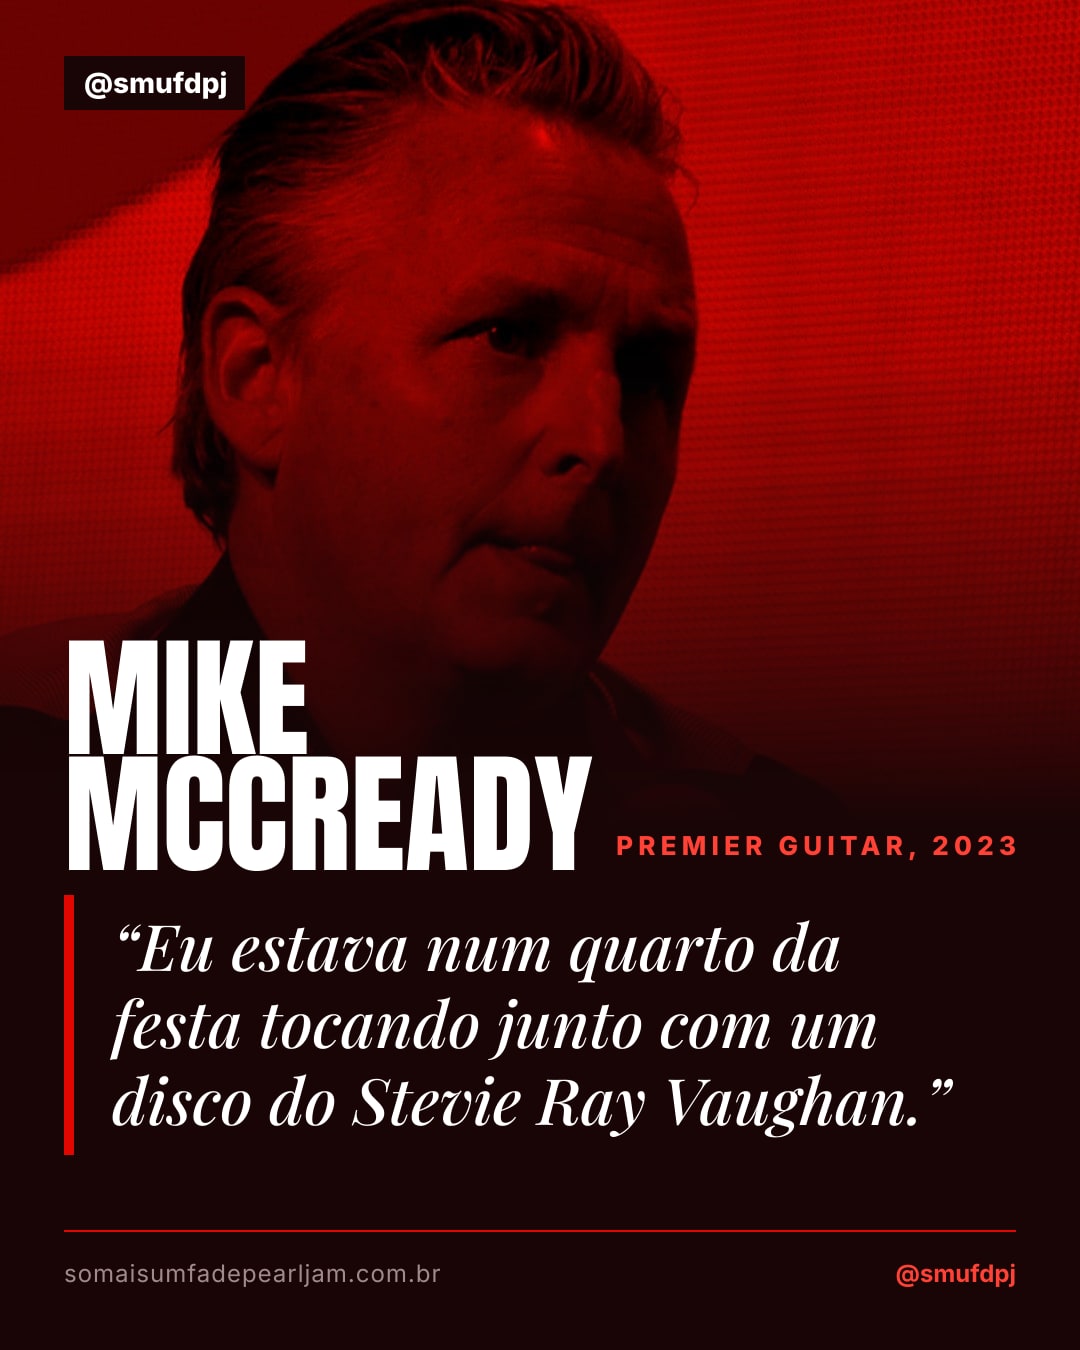 @smufdpj
MIKE
MCCREADY
PREMIER GUITAR, 2023
“Eu estava num quarto da
festa tocando junto com um
disco do Stevie Ray Vaughan.”
somaisumfadepearljam.com.br
@smufdpj